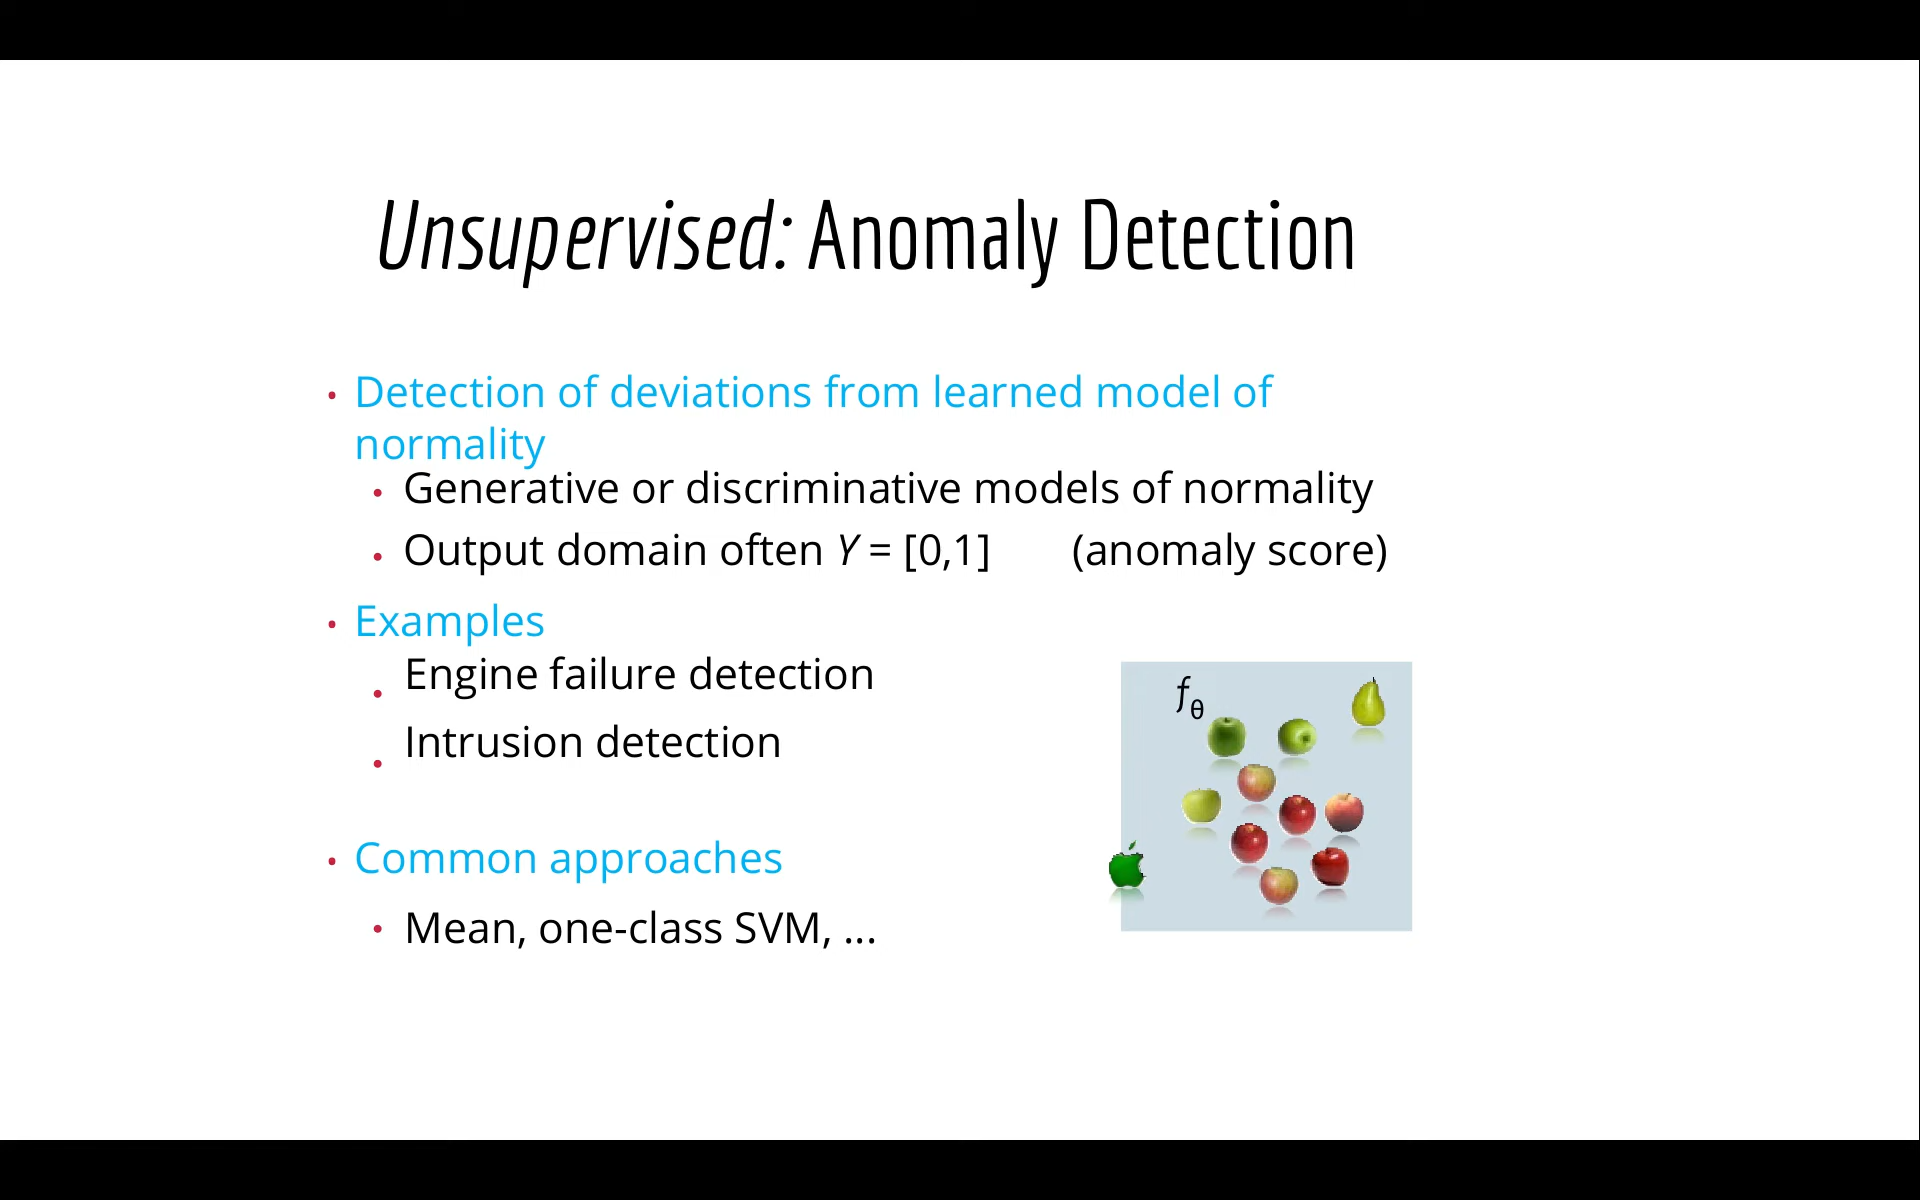 Unsupervised: Anomaly Detection
• Detection of deviations from learned model of
normality
• Generative or discriminative models of normality
• Output domain often Y = [0,1] (anomaly score)
• Examples
• Engine failure detection
• Intrusion detection
fθ
• Common approaches
• Mean, one-class SVM, ...